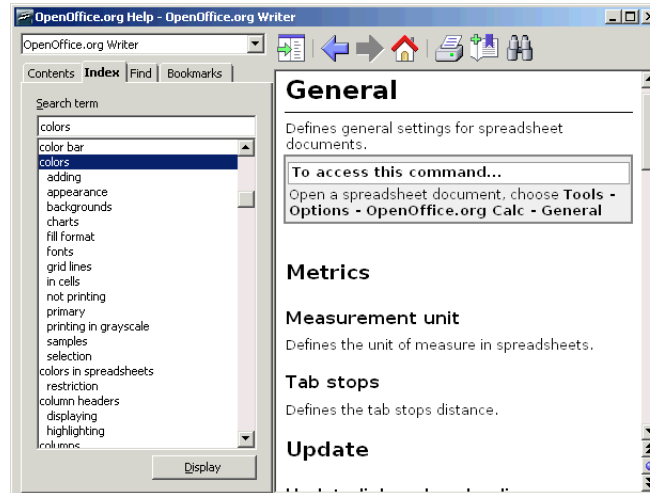 OpenOffice.org Help - OpenOffice.org Writer
OpenOffice.org Writer
Contents Index Find Bookmarks
Search term
colors
color bar
colors
adding
appearance
backgrounds
charts
fill format
fonts
grid lines
in cells
not printing
primary
printing in grayscale
samples
selection
colors in spreadsheets
restriction
column headers
displaying
highlighting
columns
Display
General
Defines general settings for spreadsheet
documents.
To access this command...
Open a spreadsheet document, choose Tools -
Options - OpenOffice.org Calc - General
Metrics
Measurement unit
Defines the unit of measure in spreadsheets.
Tab stops
Defines the tab stops distance.
Update